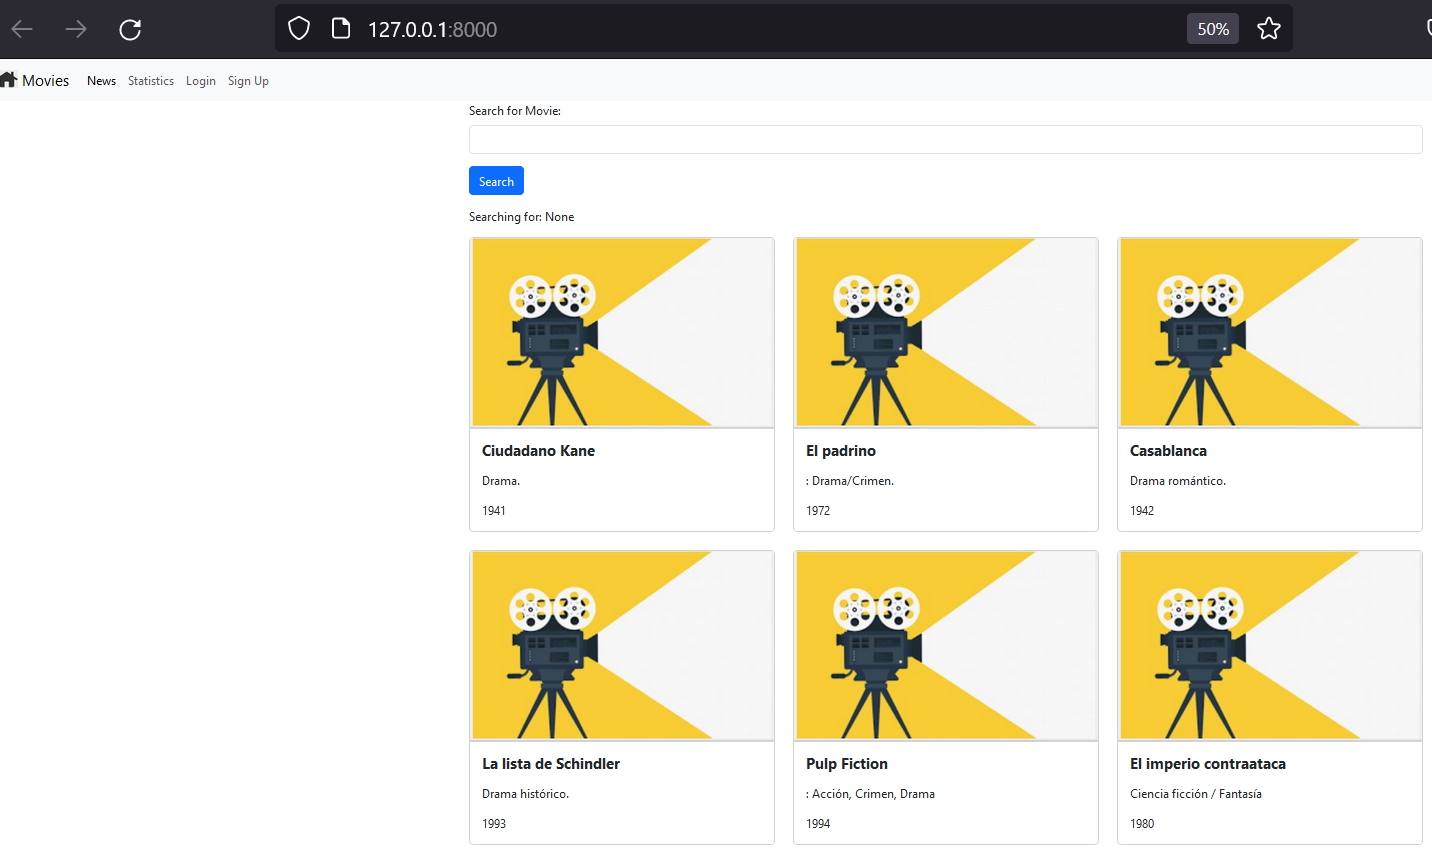 127.0.0.1:8000 50%
Movies News Statistics Login Sign Up
Search for Movie:
Search
Searching for: None
Ciudadano Kane
Drama.
1941
El padrino
: Drama/Crimen.
1972
Casablanca
Drama romántico.
1942
La lista de Schindler
Drama histórico.
1993
Pulp Fiction
: Acción, Crimen, Drama
1994
El imperio contraataca
Ciencia ficción / Fantasía
1980